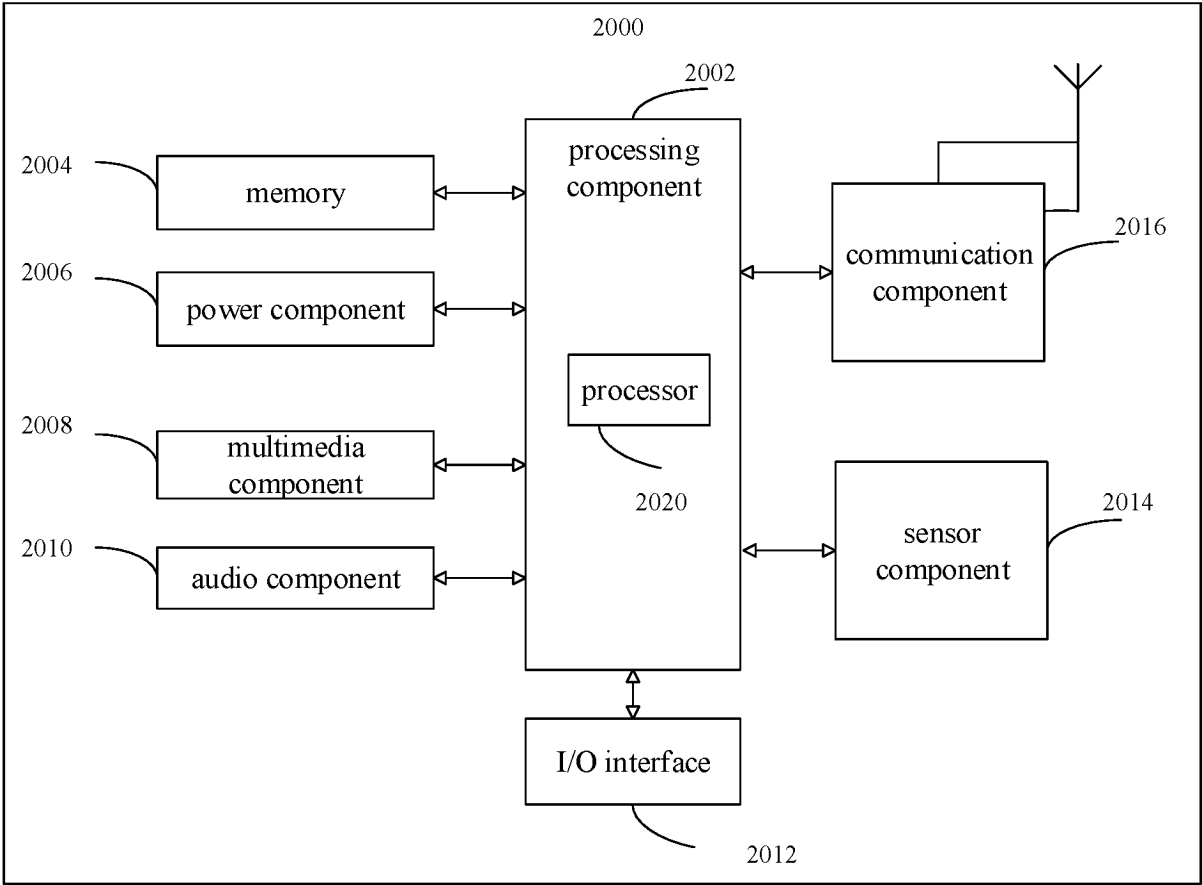 2000
2002
processing
component
2004
memory
2006
power component
2008
multimedia
component
2010
audio component
processor
2020
communication
component
2016
sensor
component
2014
I/O interface
2012